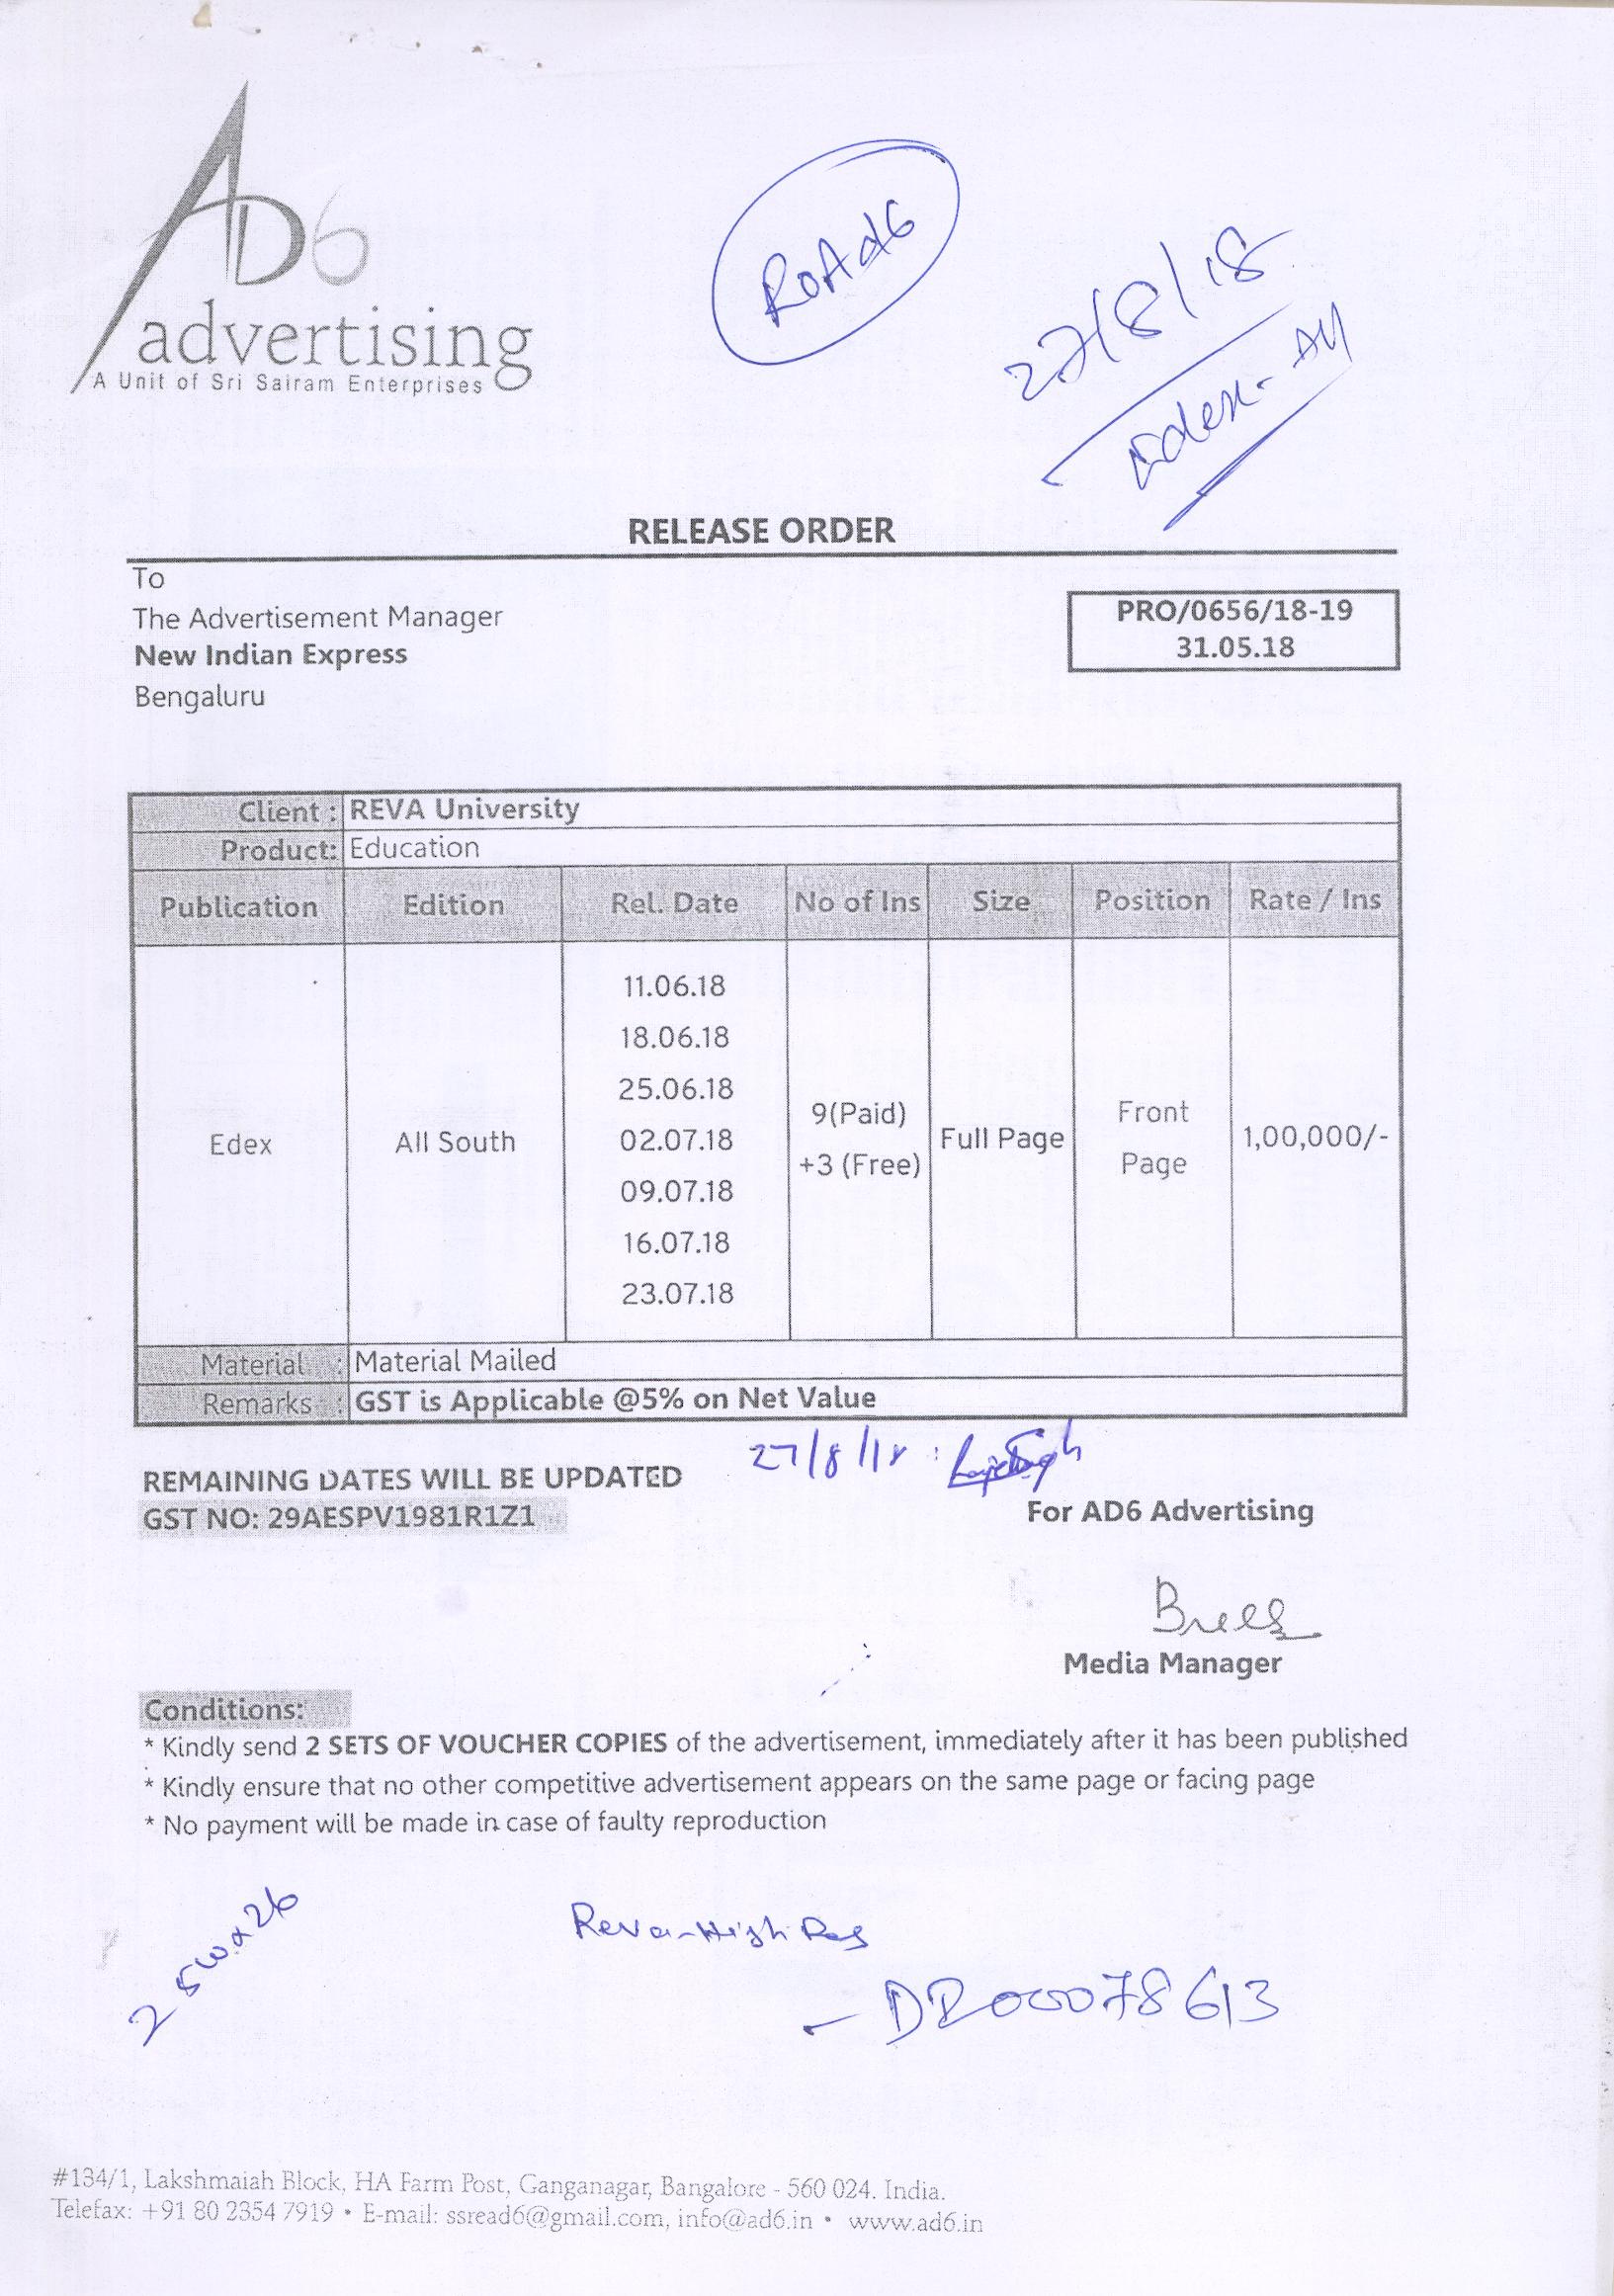 AD6
advertising
A Unit of Sri Sairam Enterprises
ROAd6
27/8/18
Edex - All
RELEASE ORDER
To
The Advertisement Manager
New Indian Express
Bengaluru
PRO/0656/18-19
31.05.18
Client : REVA University
Product: Education
Publication Edition Rel. Date No of Ins Size Position Rate / Ins
Edex All South 11.06.18
18.06.18
25.06.18
02.07.18
09.07.18
16.07.18
23.07.18
9(Paid)
+3 (Free)
Full Page
Front
Page
1,00,000/-
Material : Material Mailed
Remarks : GST is Applicable @5% on Net Value
27/8/18 :
REMAINING DATES WILL BE UPDATED
GST NO: 29AESPV1981R1Z1
For AD6 Advertising
Media Manager
Conditions:
* Kindly send 2 SETS OF VOUCHER COPIES of the advertisement, immediately after it has been published
* Kindly ensure that no other competitive advertisement appears on the same page or facing page
* No payment will be made in case of faulty reproduction
Reva-High Res
#134/1, Lakshmaiah Block, HA Farm Post, Ganganagar, Bangalore - 560 024. India.
Telefax: +91 80 2354 7919 • E-mail: ssread6@gmail.com, info@ad6.in • www.ad6.in